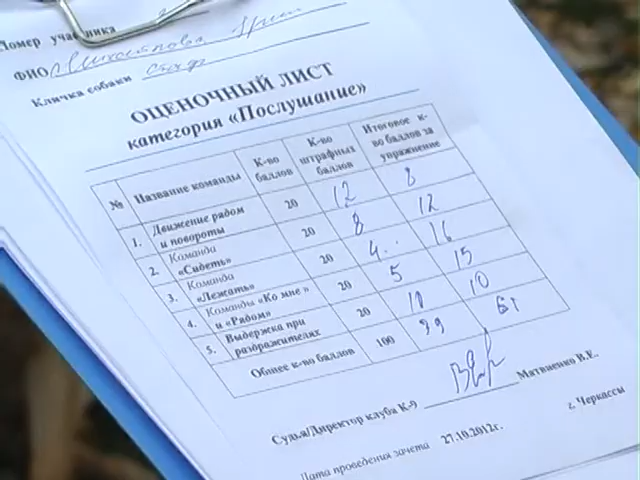 Номер участника
ФИО
Кличка собаки
ОЦЕНОЧНЫЙ ЛИСТ
категория «Послушание»
№ Название команды К-во баллов К-во штрафных баллов Итоговое к-во баллов за упражнение
1. Движение рядом и повороты 20 12 8
2. Команда «Сидеть» 20 8 12
3. Команда «Лежать» 20 4 16
4. Команды «Ко мне» и «Рядом» 20 5 15
5. Выдержка при раздражителях 20 10 10
Общее к-во баллов 100 39 61
Судья/Директор клуба К-9 Матвиенко В.Е.
Дата проведения зачета 27.10.2012г. г. Черкассы